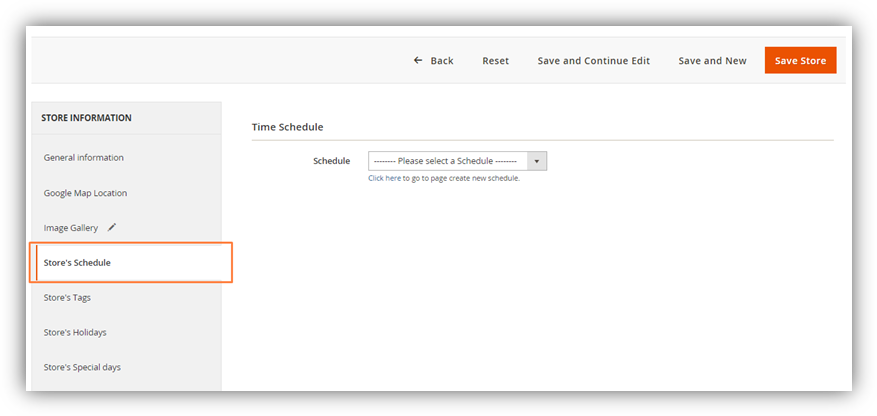 Back Reset Save and Continue Edit Save and New Save Store
STORE INFORMATION
General information
Google Map Location
Image Gallery
Store's Schedule
Store's Tags
Store's Holidays
Store's Special days
Time Schedule
Schedule -------- Please select a Schedule --------
Click here to go to page create new schedule.